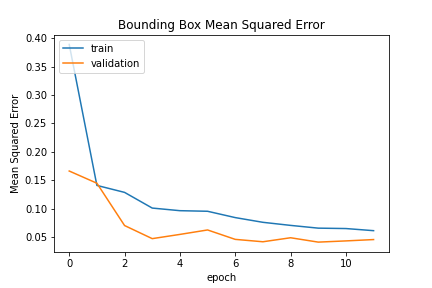 Bounding Box Mean Squared Error
train
validation
Mean Squared Error
0.40
0.35
0.30
0.25
0.20
0.15
0.10
0.05
0 2 4 6 8 10
epoch